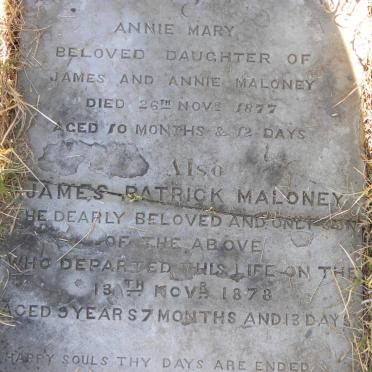 ANNIE MARY
BELOVED DAUGHTER OF
JAMES AND ANNIE MALONEY
DIED 26TH NOVR 1877
AGED 10 MONTHS & 12 DAYS
Also
JAMES PATRICK MALONEY
THE DEARLY BELOVED AND ONLY SON
OF THE ABOVE
WHO DEPARTED THIS LIFE ON THE
13TH NOVR 1878
AGED 9 YEARS 7 MONTHS AND 13 DAYS
HAPPY SOULS THY DAYS ARE ENDED